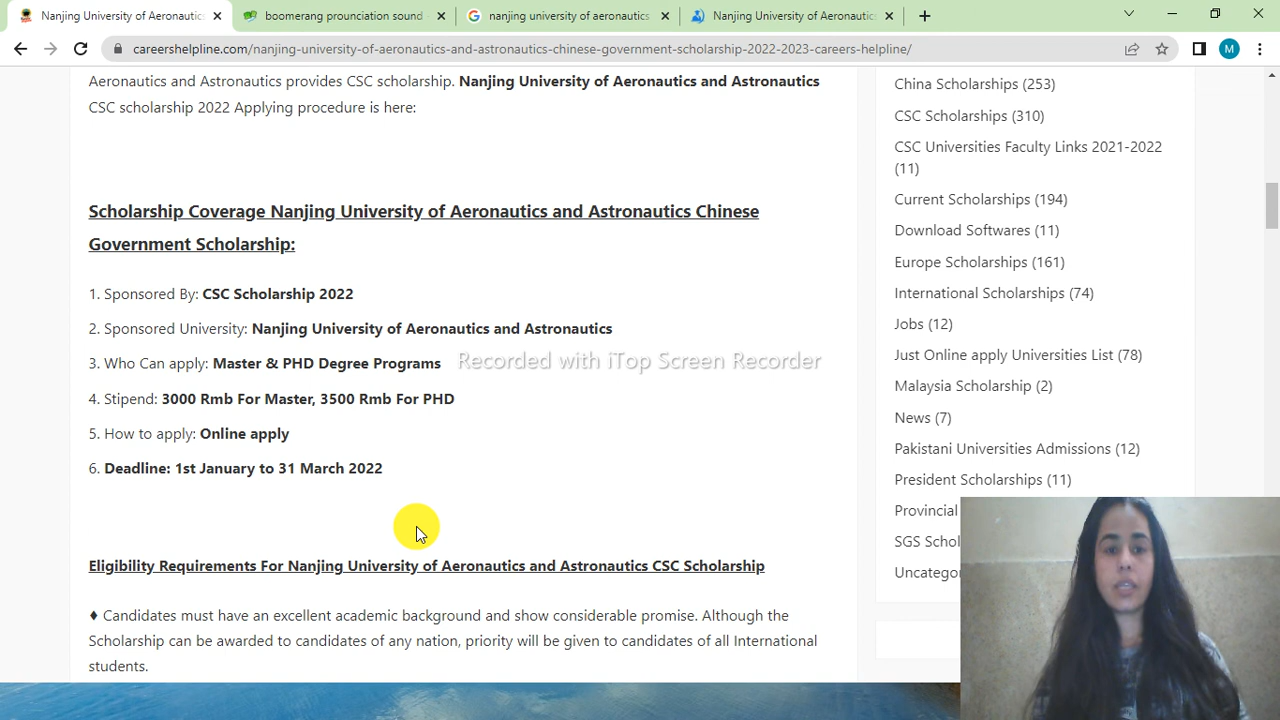 Nanjing University of Aeronautics
boomerang prounciation sound -
nanjing university of aeronautics
Nanjing University of Aeronautics
careershelpline.com/nanjing-university-of-aeronautics-and-astronautics-chinese-government-scholarship-2022-2023-careers-helpline/
M
Aeronautics and Astronautics provides CSC scholarship. Nanjing University of Aeronautics and Astronautics
CSC scholarship 2022 Applying procedure is here:
Scholarship Coverage Nanjing University of Aeronautics and Astronautics Chinese
Government Scholarship:
1. Sponsored By: CSC Scholarship 2022
2. Sponsored University: Nanjing University of Aeronautics and Astronautics
3. Who Can apply: Master & PHD Degree Programs
Recorded with iTop Screen Recorder
4. Stipend: 3000 Rmb For Master, 3500 Rmb For PHD
5. How to apply: Online apply
6. Deadline: 1st January to 31 March 2022
Eligibility Requirements For Nanjing University of Aeronautics and Astronautics CSC Scholarship
♦ Candidates must have an excellent academic background and show considerable promise. Although the
Scholarship can be awarded to candidates of any nation, priority will be given to candidates of all International
students.
China Scholarships (253)
CSC Scholarships (310)
CSC Universities Faculty Links 2021-2022
(11)
Current Scholarships (194)
Download Softwares (11)
Europe Scholarships (161)
International Scholarships (74)
Jobs (12)
Just Online apply Universities List (78)
Malaysia Scholarship (2)
News (7)
Pakistani Universities Admissions (12)
President Scholarships (11)
Provincial
SGS Schol
Uncatego